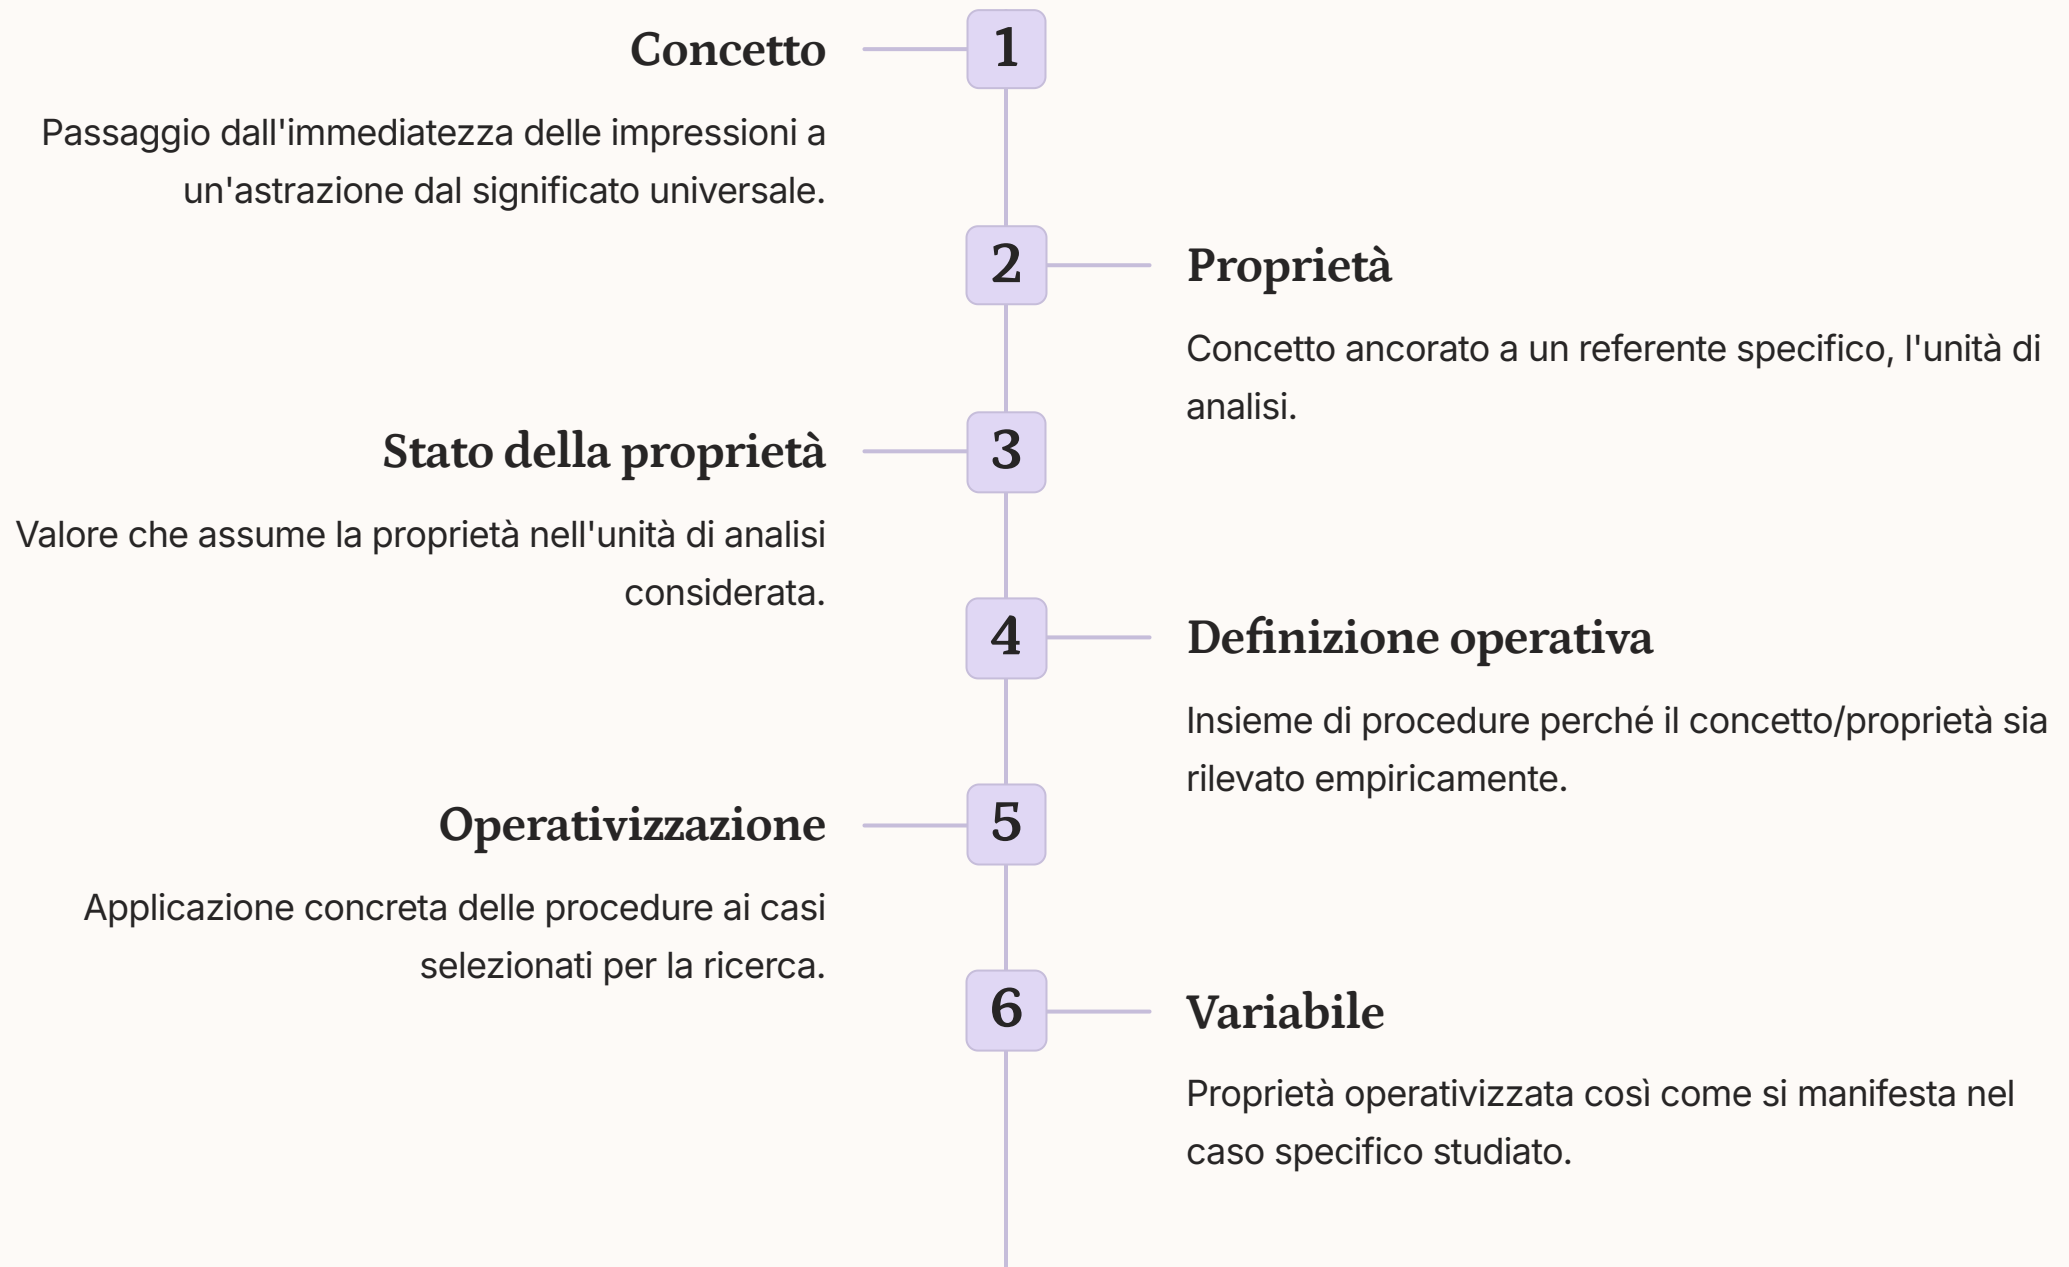 Concetto
1
Passaggio dall'immediatezza delle impressioni a
un'astrazione dal significato universale.
2
Proprietà
Concetto ancorato a un referente specifico, l'unità di
analisi.
Stato della proprietà
3
Valore che assume la proprietà nell'unità di analisi
considerata.
4
Definizione operativa
Insieme di procedure perché il concetto/proprietà sia
rilevato empiricamente.
Operativizzazione
5
Applicazione concreta delle procedure ai casi
selezionati per la ricerca.
6
Variabile
Proprietà operativizzata così come si manifesta nel
caso specifico studiato.